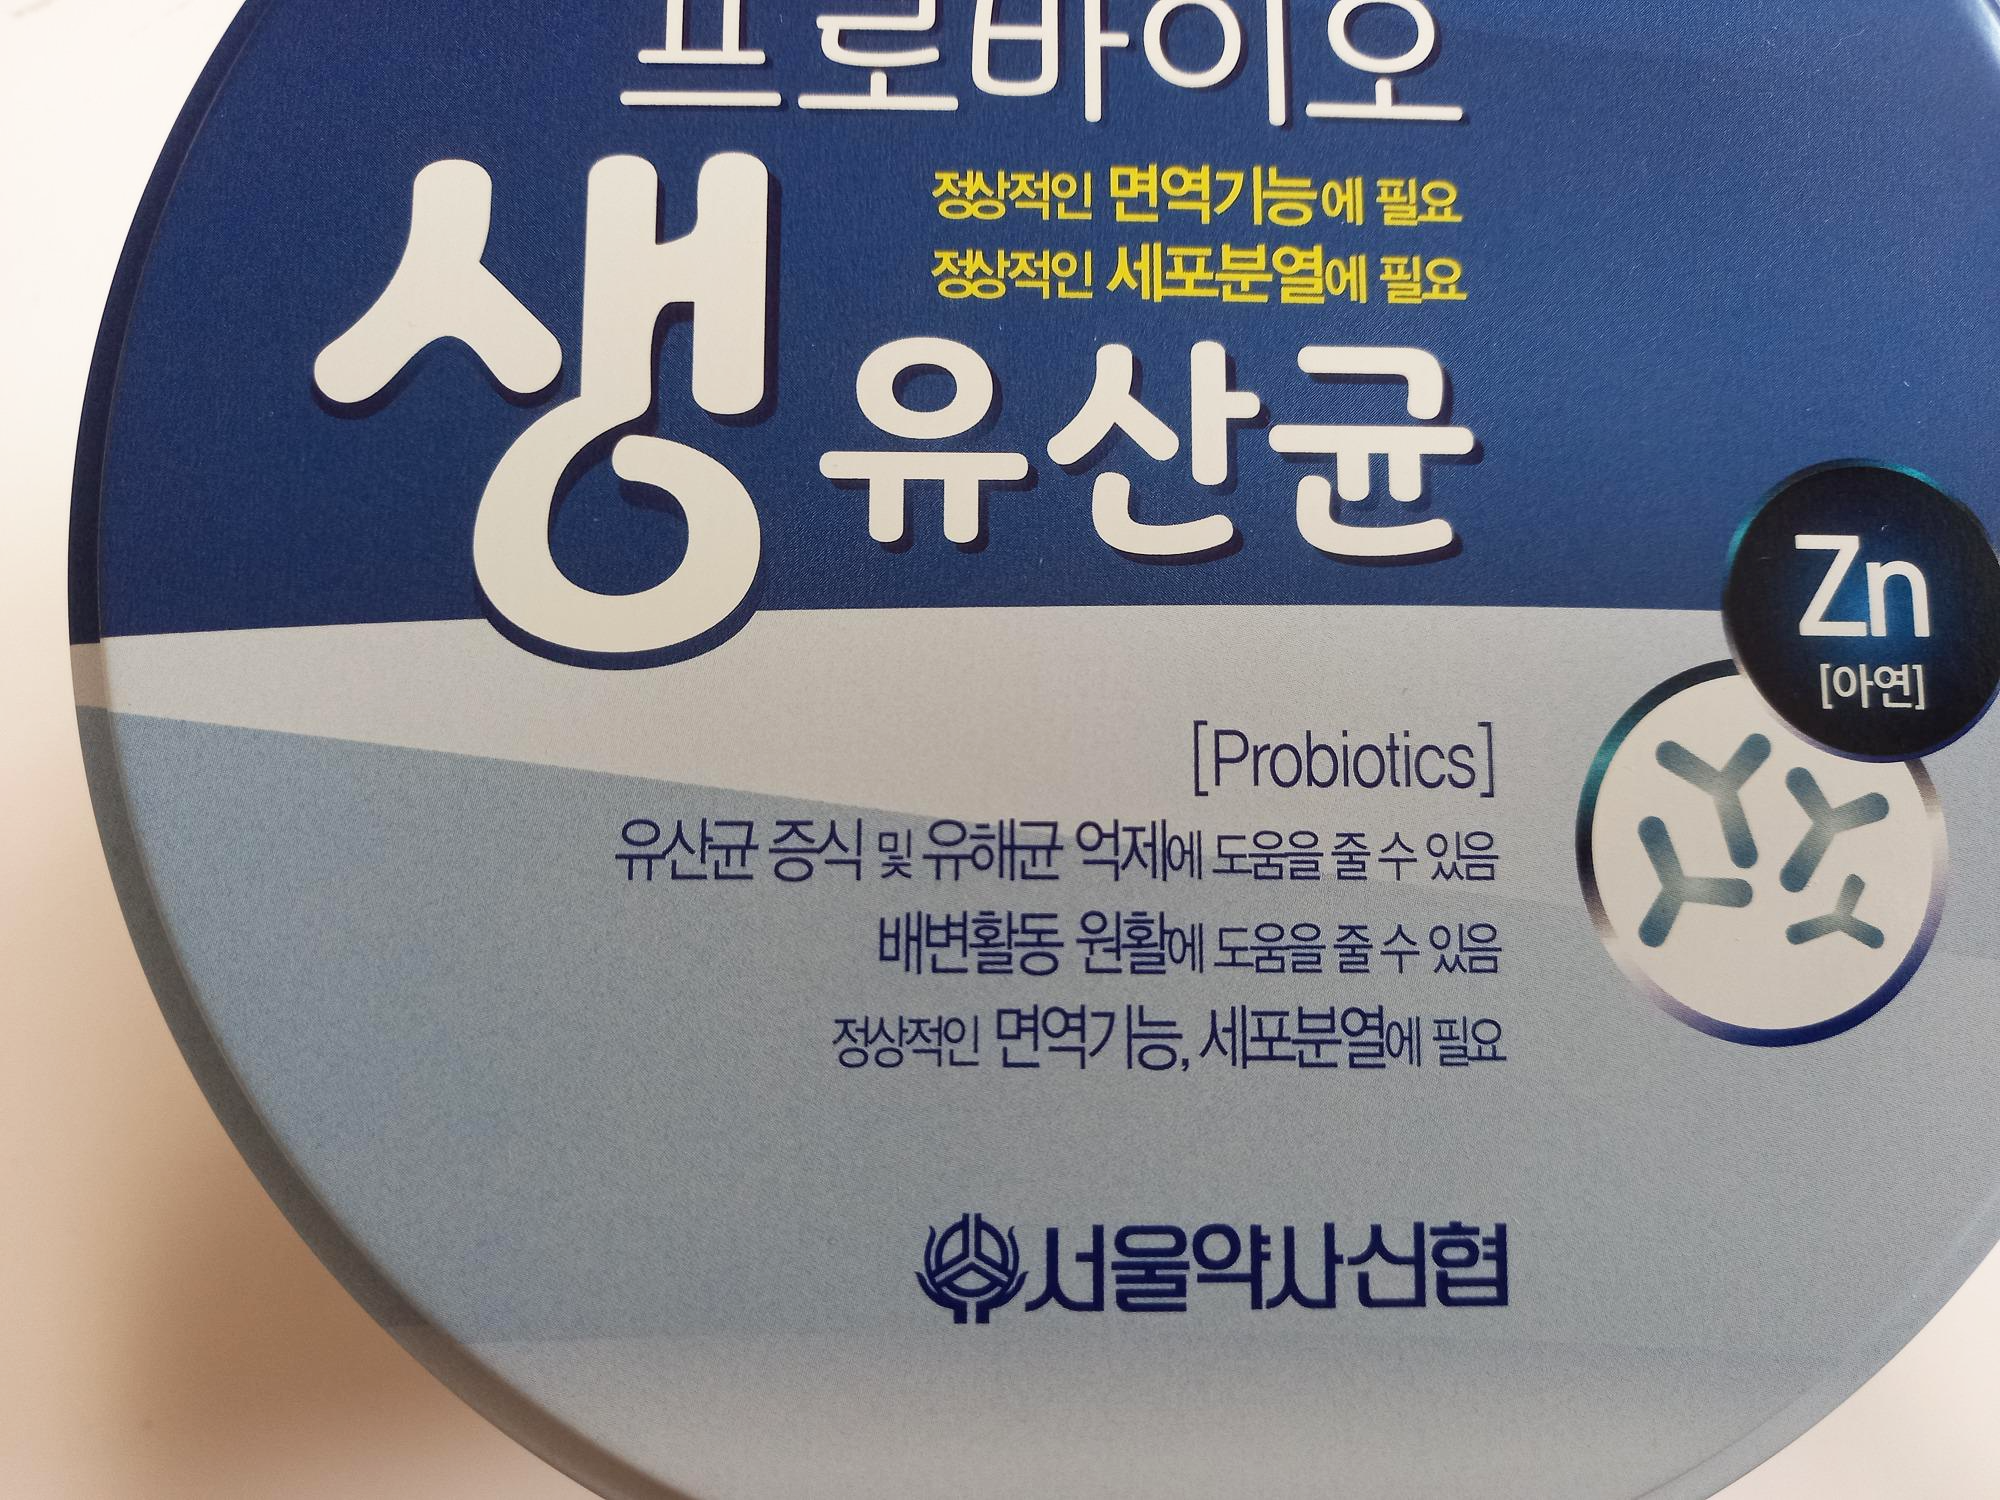 프로바이오
정상적인 면역기능에 필요
정상적인 세포분열에 필요
생유산균
Zn
[아연]
[Probiotics]
유산균 증식 및 유해균 억제에 도움을 줄 수 있음
배변활동 원활에 도움을 줄 수 있음
정상적인 면역기능, 세포분열에 필요
서울약사신협